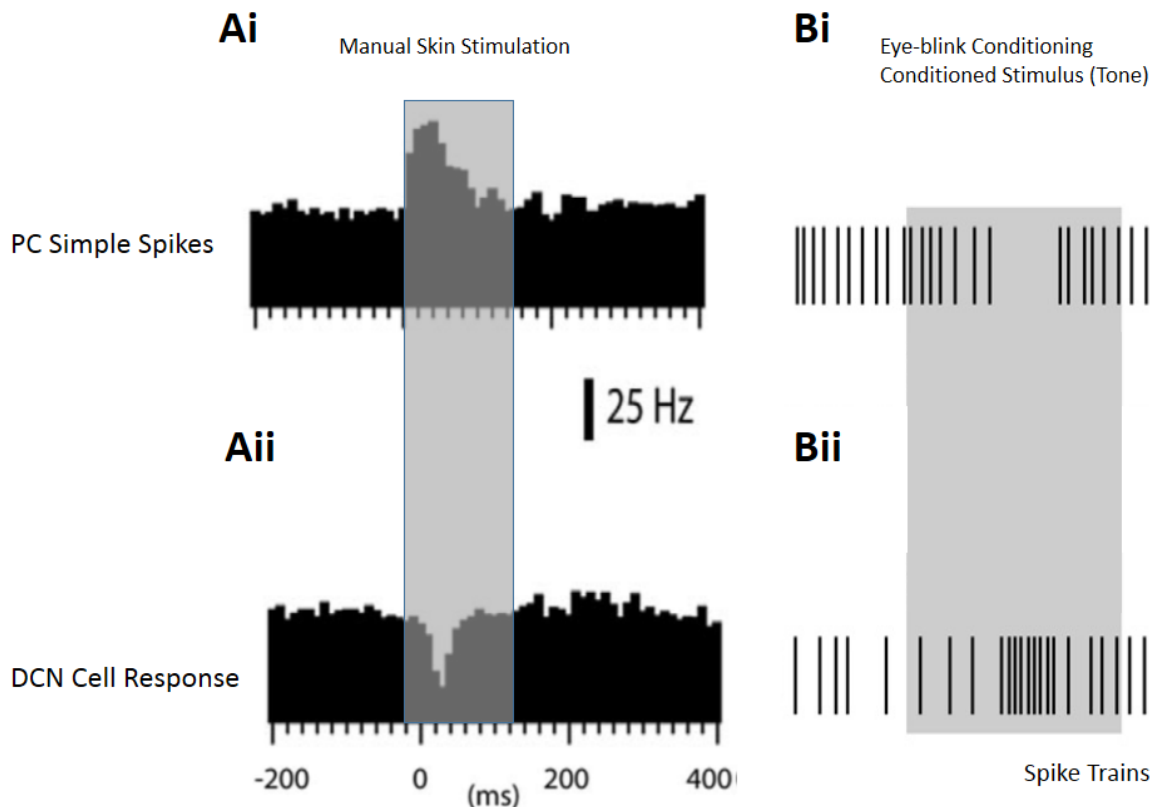 Ai
Manual Skin Stimulation
Bi
Eye-blink Conditioning
Conditioned Stimulus (Tone)
PC Simple Spikes
25 Hz
Aii
Bii
DCN Cell Response
-200
0
200
400
(ms)
Spike Trains